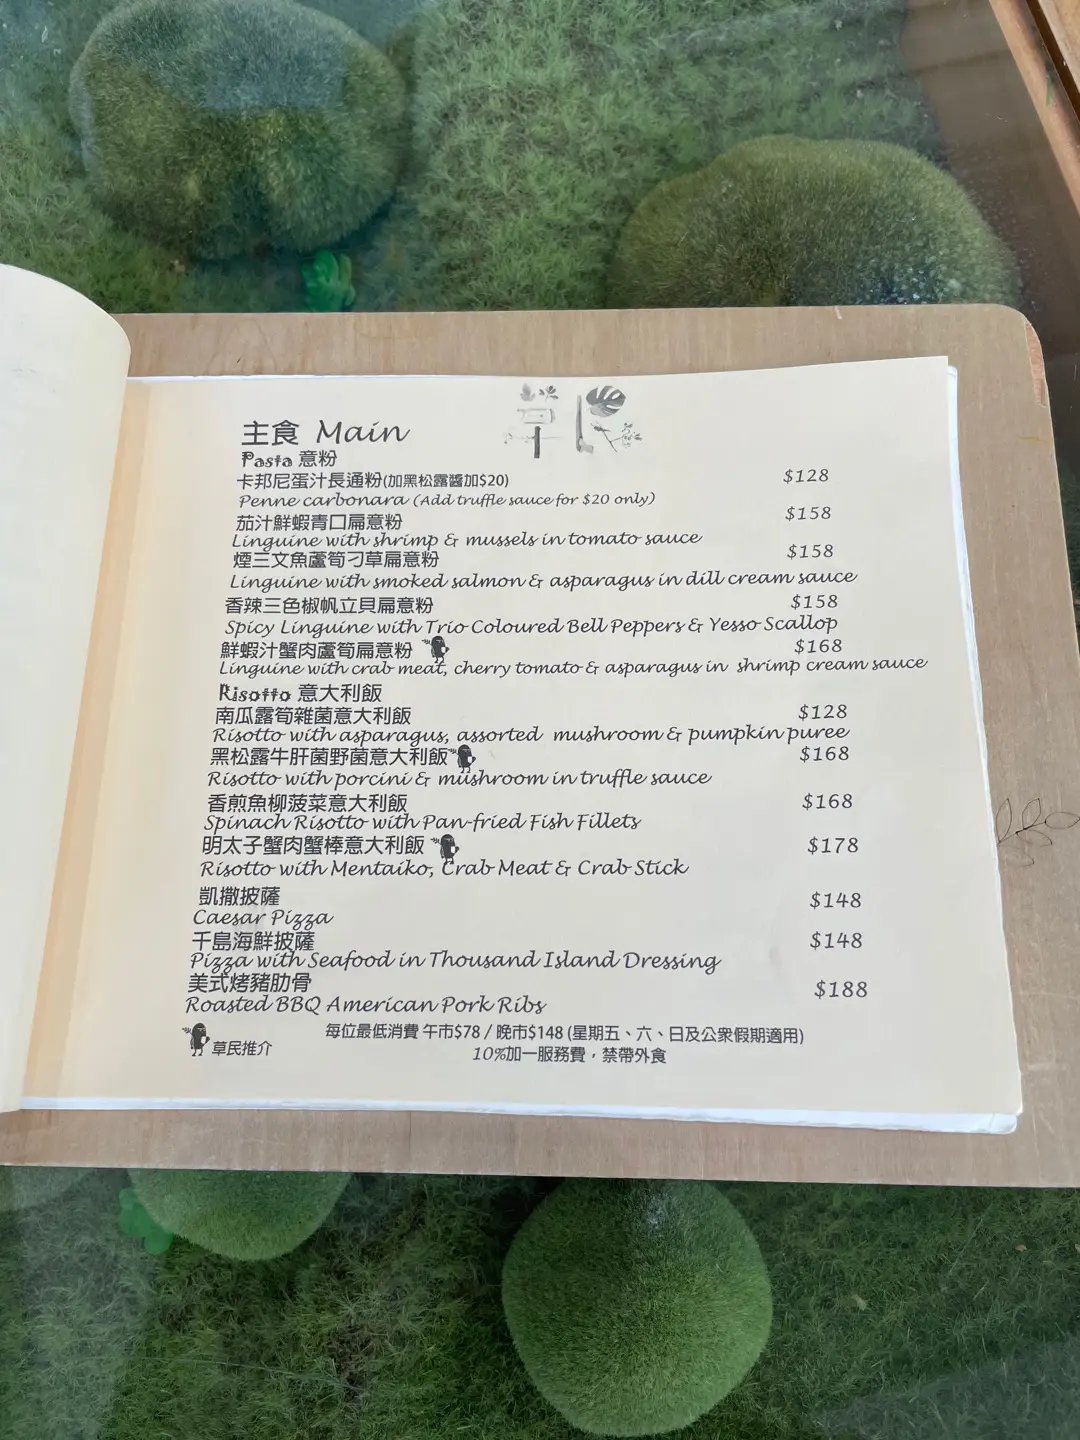 草民
主食 Main
Pasta 意粉
卡邦尼蛋汁長通粉(加黑松露醬加$20) $128
Penne carbonara (Add truffle sauce for $20 only)
茄汁鮮蝦青口扁意粉 $158
Linguine with shrimp & mussels in tomato sauce
煙三文魚蘆筍刁草扁意粉 $158
Linguine with smoked salmon & asparagus in dill cream sauce
香辣三色椒帆立貝扁意粉 $158
Spicy Linguine with Trio Coloured Bell Peppers & Yesso Scallop
鮮蝦汁蟹肉蘆筍扁意粉 $168
Linguine with crab meat, cherry tomato & asparagus in shrimp cream sauce
Risotto 意大利飯
南瓜露筍雜菌意大利飯 $128
Risotto with asparagus, assorted mushroom & pumpkin puree
黑松露牛肝菌野菌意大利飯 $168
Risotto with porcini & mushroom in truffle sauce
香煎魚柳菠菜意大利飯 $168
Spinach Risotto with Pan-fried Fish Fillets
明太子蟹肉蟹棒意大利飯 $178
Risotto with Mentaiko, Crab Meat & Crab Stick
凱撒披薩 $148
Caesar Pizza
千島海鮮披薩 $148
Pizza with Seafood in Thousand Island Dressing
美式烤豬肋骨 $188
Roasted BBQ American Pork Ribs
草民推介
每位最低消費 午市$78 / 晚市$148 (星期五、六、日及公眾假期適用)
10%加一服務費，禁帶外食